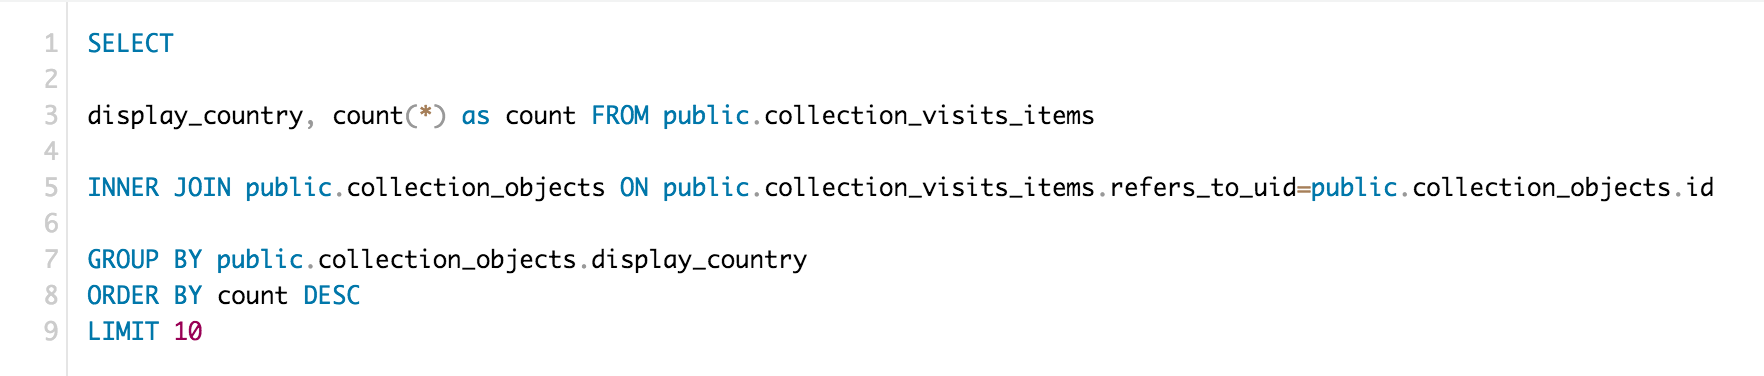 1 SELECT
2
3 display_country, count(*) as count FROM public.collection_visits_items
4
5 INNER JOIN public.collection_objects ON public.collection_visits_items.refers_to_uid=public.collection_objects.id
6
7 GROUP BY public.collection_objects.display_country
8 ORDER BY count DESC
9 LIMIT 10